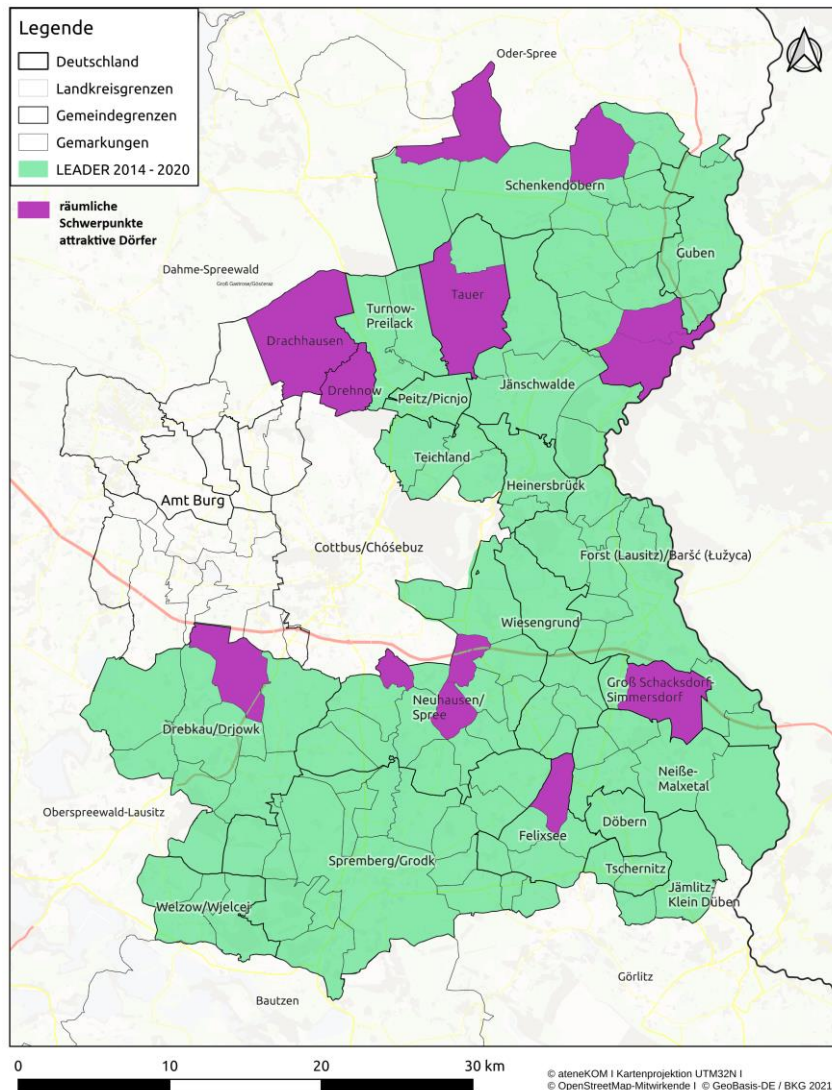 Legende
Deutschland
Landkreisgrenzen
Gemeindegrenzen
Gemarkungen
LEADER 2014 - 2020
räumliche
Schwerpunkte
attraktive Dörfer
Oder-Spree
Schenkendöbern
Guben
Dahme-Spreewald
Tauer
Turnow-
Preilack
Drachhausen
Drehnow
Peitz/Picnjo
Jänschwalde
Teichland
Heinersbrück
Amt Burg
Cottbus/Chóśebuz
Forst (Lausitz)/Baršć (Łużyca)
Wiesengrund
Groß Schacksdorf-
Simmersdorf
Neuhausen/
Spree
Drebkau/Drjowk
Neiße-
Malxetal
Oberspreewald-Lausitz
Felixsee
Döbern
Spremberg/Grodk
Tschernitz
Jämlitz-
Klein Düben
Welzow/Wjelcej
Görlitz
Bautzen
0 10 20 30 km
© ateneKOM I Kartenprojektion UTM32N I
© OpenStreetMap-Mitwirkende I © GeoBasis-DE / BKG 2021